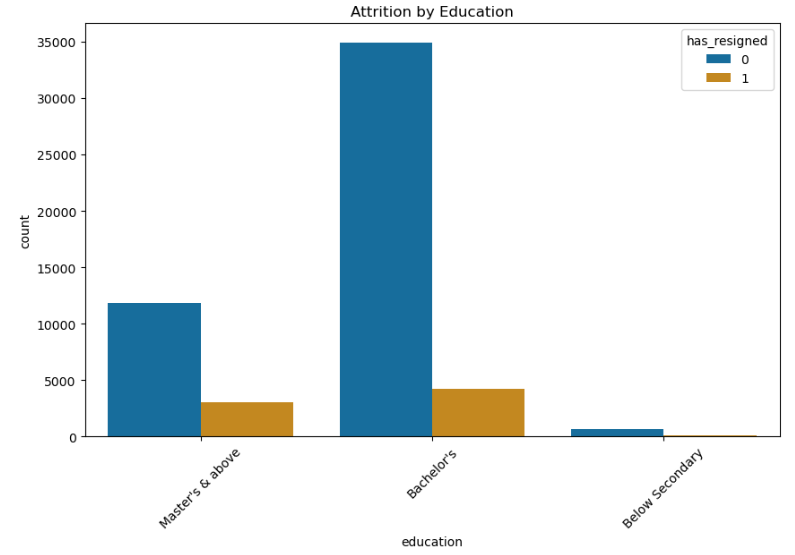 Attrition by Education
has_resigned
0
1
35000
30000
25000
20000
15000
10000
5000
0
count
Master's & above
Bachelor's
Below Secondary
education